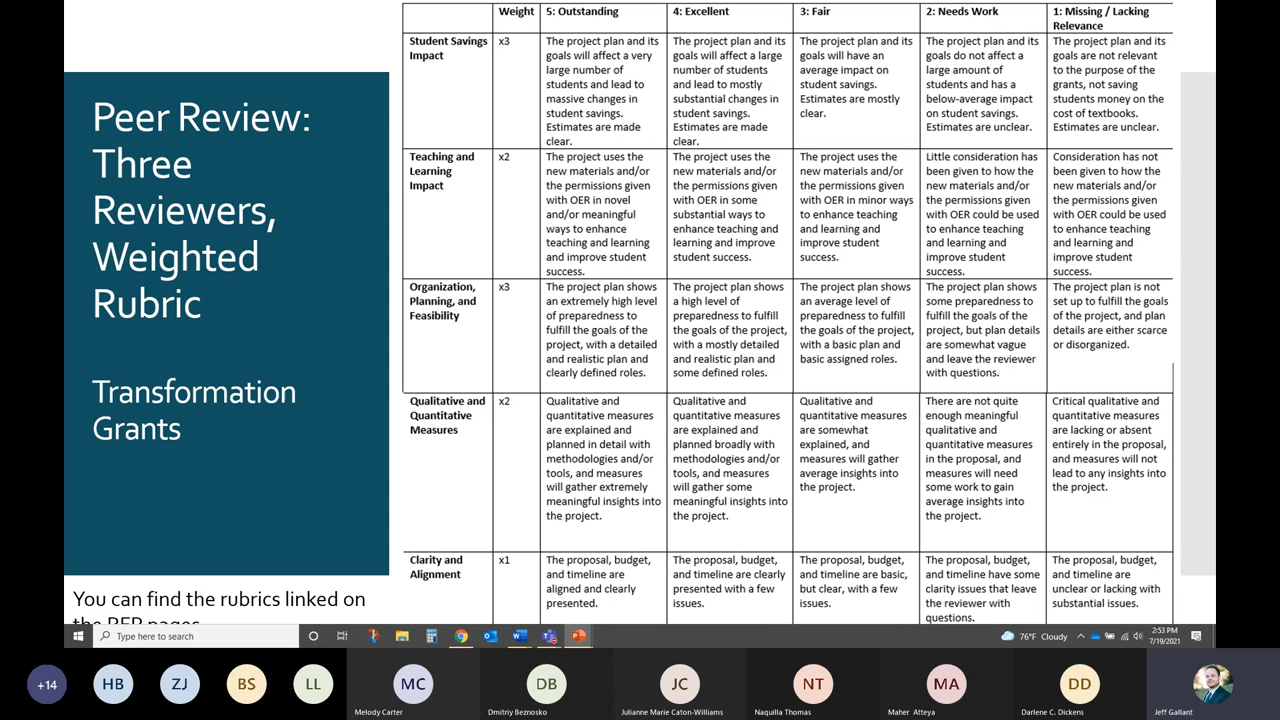 Peer Review:
Three
Reviewers,
Weighted
Rubric
Transformation
Grants
You can find the rubrics linked on
the RFP pages
Weight
5: Outstanding
4: Excellent
3: Fair
2: Needs Work
1: Missing / Lacking
Relevance
Student Savings
Impact
x3
The project plan and its
goals will affect a very
large number of
students and lead to
massive changes in
student savings.
Estimates are made
clear.
The project plan and its
goals will affect a large
number of students
and lead to mostly
substantial changes in
student savings.
Estimates are made
clear.
The project plan and its
goals will have an
average impact on
student savings.
Estimates are mostly
clear.
The project plan and its
goals do not affect a
large amount of
students and has a
below-average impact
on student savings.
Estimates are unclear.
The project plan and its
goals are not relevant
to the purpose of the
grants, not saving
students money on the
cost of textbooks.
Estimates are unclear.
Teaching and
Learning
Impact
x2
The project uses the
new materials and/or
the permissions given
with OER in novel
and/or meaningful
ways to enhance
teaching and learning
and improve student
success.
The project uses the
new materials and/or
the permissions given
with OER in some
substantial ways to
enhance teaching and
learning and improve
student success.
The project uses the
new materials and/or
the permissions given
with OER in minor ways
to enhance teaching
and learning and
improve student
success.
Little consideration has
been given to how the
new materials and/or
the permissions given
with OER could be used
to enhance teaching
and learning and
improve student
success.
Consideration has not
been given to how the
new materials and/or
the permissions given
with OER could be used
to enhance teaching
and learning and
improve student
success.
Organization,
Planning, and
Feasibility
x3
The project plan shows
an extremely high level
of preparedness to
fulfill the goals of the
project, with a detailed
and realistic plan and
clearly defined roles.
The project plan shows
a high level of
preparedness to fulfill
the goals of the project,
with a mostly detailed
and realistic plan and
some defined roles.
The project plan shows
an average level of
preparedness to fulfill
the goals of the project,
with a basic plan and
basic assigned roles.
The project plan shows
some preparedness to
fulfill the goals of the
project, but plan details
are somewhat vague
and leave the reviewer
with questions.
The project plan is not
set up to fulfill the goals
of the project, and plan
details are either scarce
or disorganized.
Qualitative and
Quantitative
Measures
x2
Qualitative and
quantitative measures
are explained and
planned in detail with
methodologies and/or
tools, and measures
will gather extremely
meaningful insights into
the project.
Qualitative and
quantitative measures
are explained and
planned broadly with
methodologies and/or
tools, and measures
will gather some
meaningful insights into
the project.
Qualitative and
quantitative measures
are somewhat
explained, and
measures will gather
average insights into
the project.
There are not quite
enough meaningful
qualitative and
quantitative measures
in the proposal, and
measures will need
some work to gain
average insights into
the project.
Critical qualitative and
quantitative measures
are lacking or absent
entirely in the proposal,
and measures will not
lead to any insights into
the project.
Clarity and
Alignment
x1
The proposal, budget,
and timeline are
aligned and clearly
presented.
The proposal, budget,
and timeline are clearly
presented with a few
issues.
The proposal, budget,
and timeline are basic,
but clear, with a few
issues.
The proposal, budget,
and timeline have some
clarity issues that leave
the reviewer with
questions.
The proposal, budget,
and timeline are
unclear or lacking with
substantial issues.
Type here to search
76°F Cloudy
2:53 PM
7/19/2021
+14
HB
ZJ
BS
LL
MC
DB
JC
NT
MA
DD
Melody Carter
Dmitriy Beznosko
Julianne Marie Caton-Williams
Naquilla Thomas
Maher Atteya
Darlene C. Dickens
Jeff Gallant